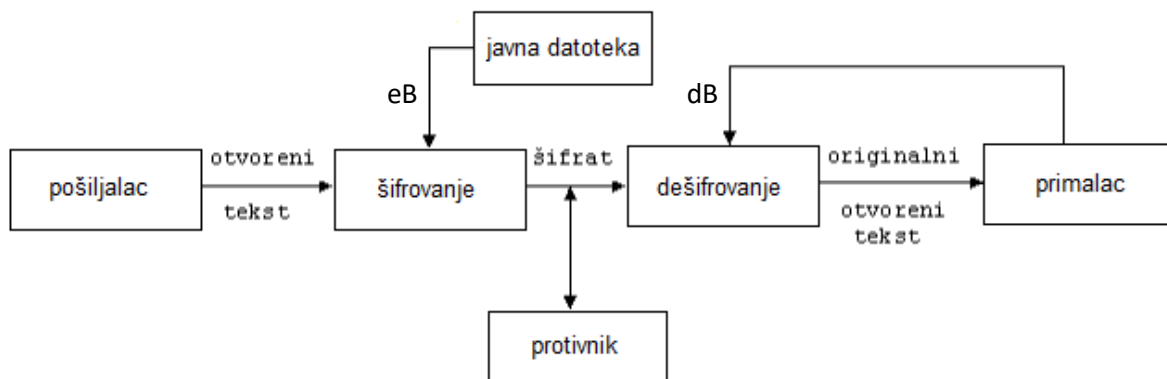 javna datoteka
eB
dB
pošiljalac
otvoreni
tekst
šifrovanje
šifrat
dešifrovanje
originalni
otvoreni
tekst
primalac
protivnik